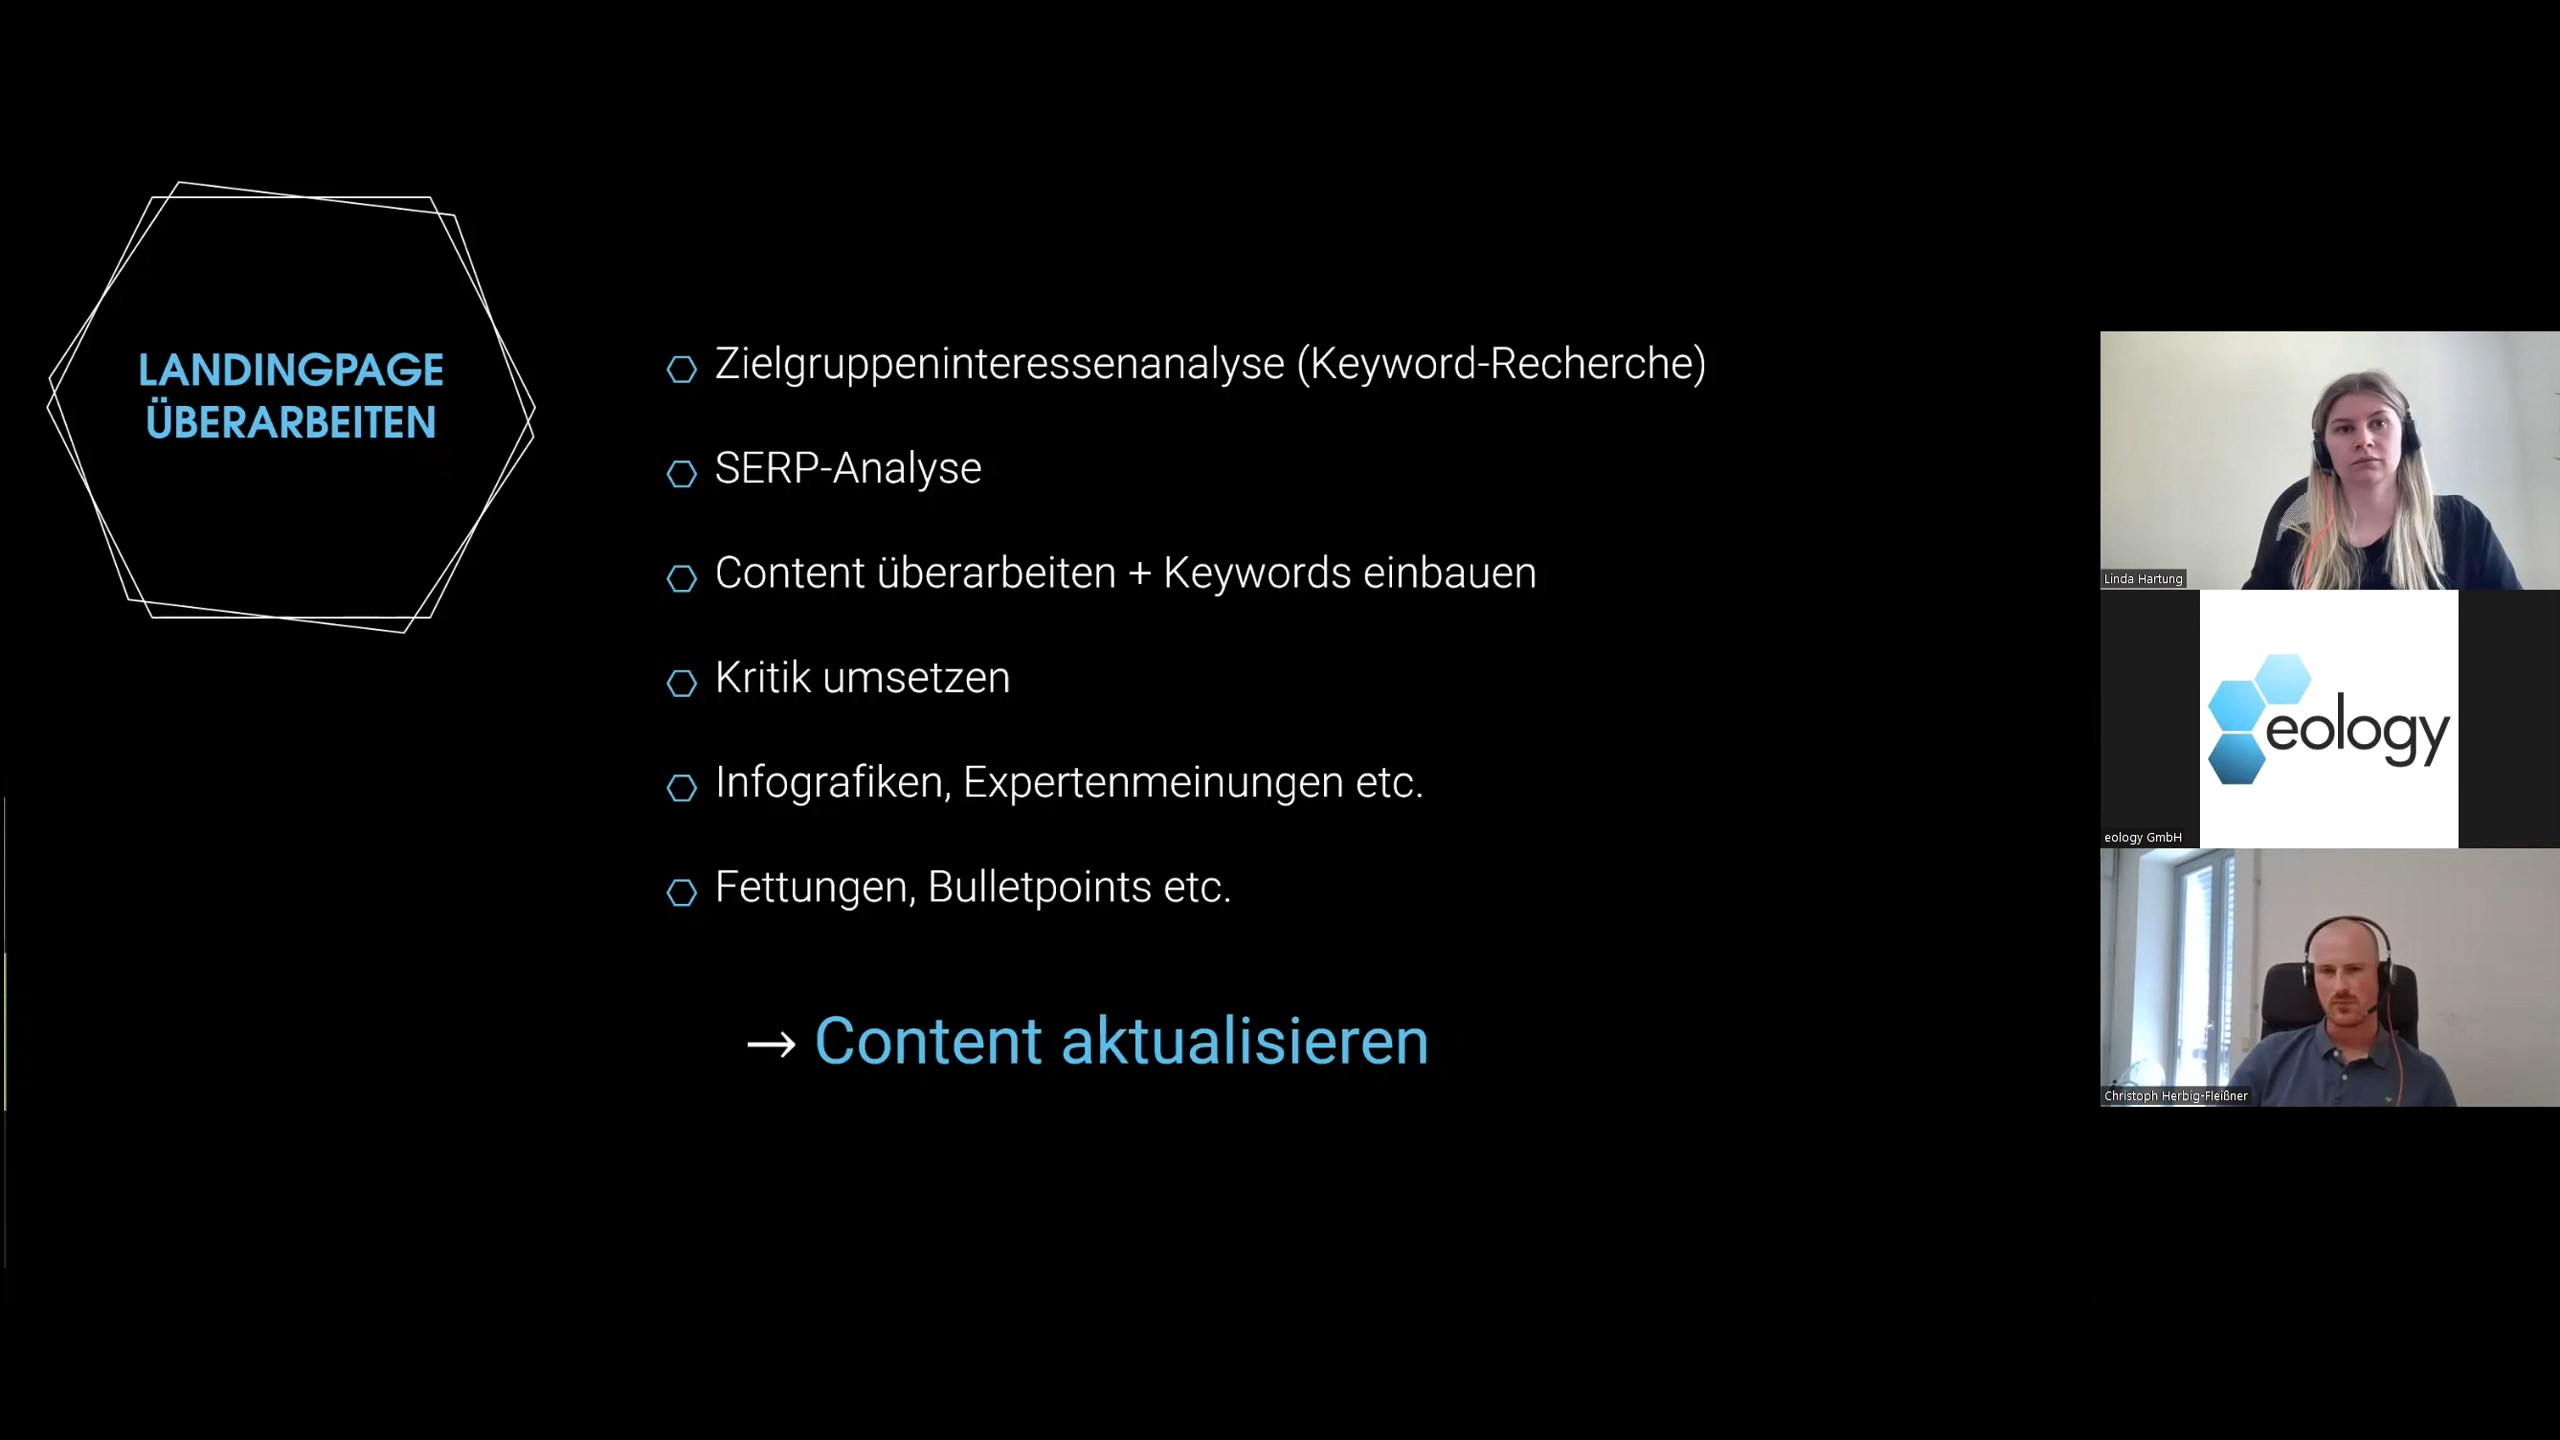 LANDINGPAGE
ÜBERARBEITEN
Zielgruppeninteressenanalyse (Keyword-Recherche)
SERP-Analyse
Content überarbeiten + Keywords einbauen
Kritik umsetzen
Infografiken, Expertenmeinungen etc.
Fettungen, Bulletpoints etc.
→ Content aktualisieren
Linda Hartung
eology
eology GmbH
Christoph Herbig-Fleißner